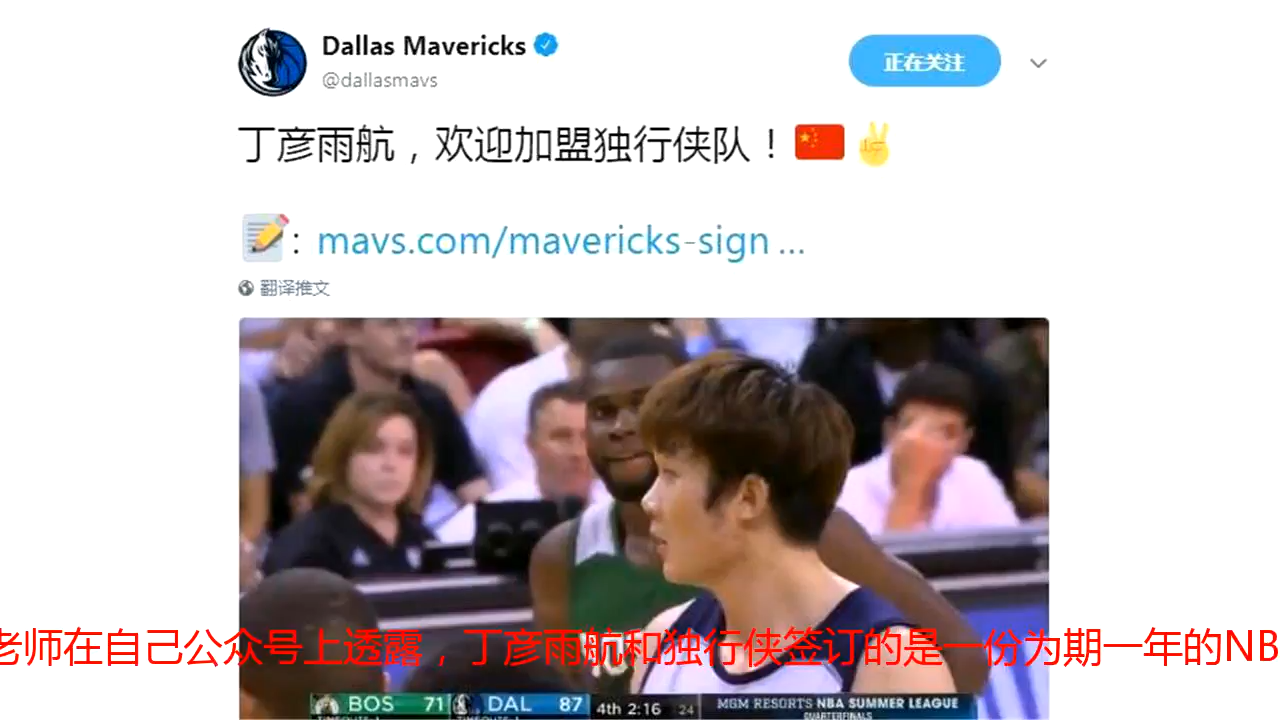 Dallas Mavericks
@dallasmavs
正在关注
丁彦雨航，欢迎加盟独行侠队！
: mavs.com/mavericks-sign ...
翻译推文
老师在自己公众号上透露，丁彦雨航和独行侠签订的是一份为期一年的NB
BOS 71 DAL 87 4th 2:16 24 MGM RESORTS NBA SUMMER LEAGUE
QUARTERFINALS